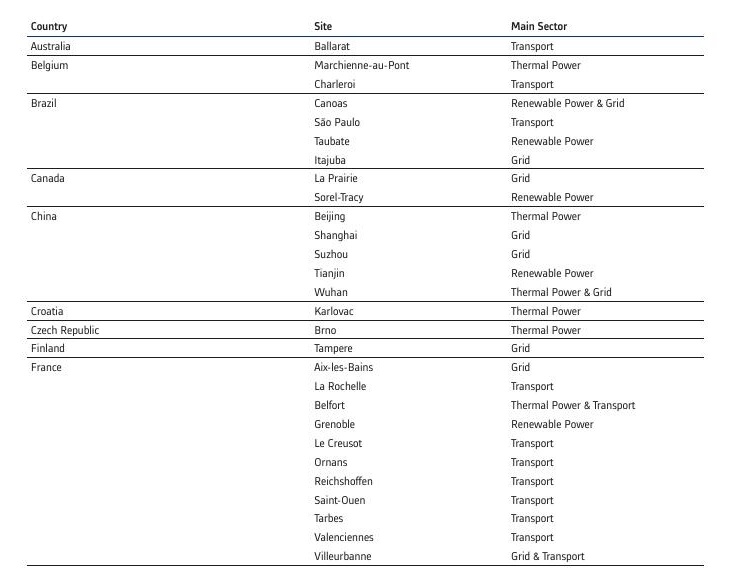 Country Site Main Sector
Australia Ballarat Transport
Belgium Marchienne-au-Pont Thermal Power
Charleroi Transport
Brazil Canoas Renewable Power & Grid
São Paulo Transport
Taubate Renewable Power
Itajuba Grid
Canada La Prairie Grid
Sorel-Tracy Renewable Power
China Beijing Thermal Power
Shanghai Grid
Suzhou Grid
Tianjin Renewable Power
Wuhan Thermal Power & Grid
Croatia Karlovac Thermal Power
Czech Republic Brno Thermal Power
Finland Tampere Grid
France Aix-les-Bains Grid
La Rochelle Transport
Belfort Thermal Power & Transport
Grenoble Renewable Power
Le Creusot Transport
Ornans Transport
Reichshoffen Transport
Saint-Ouen Transport
Tarbes Transport
Valenciennes Transport
Villeurbanne Grid & Transport